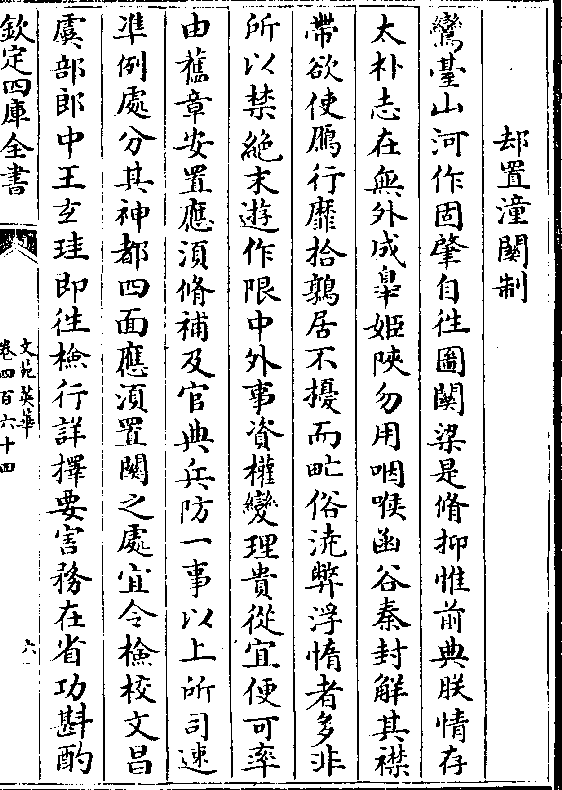 却置潼關制
鸞臺山河作固肇自往圖關梁是脩抑惟前典朕情存
太朴志在無外成臯姬陜勿用咽喉函谷秦封解其襟
帶欲使鴈行靡拾鶉居不擾而甿俗流弊浮惰者多非
所以禁絶末遊作限中外事資權變理貴從宜便可率
由舊章安置應須脩補及官典兵防一事以上所司速
凖例處分其神都四面應湏置關之處宜令檢校文昌
虞部郎中王玄珪即往檢行詳擇要害務在省功斟酌
欽定四庫全書
文苑英華
卷四百六十四
六